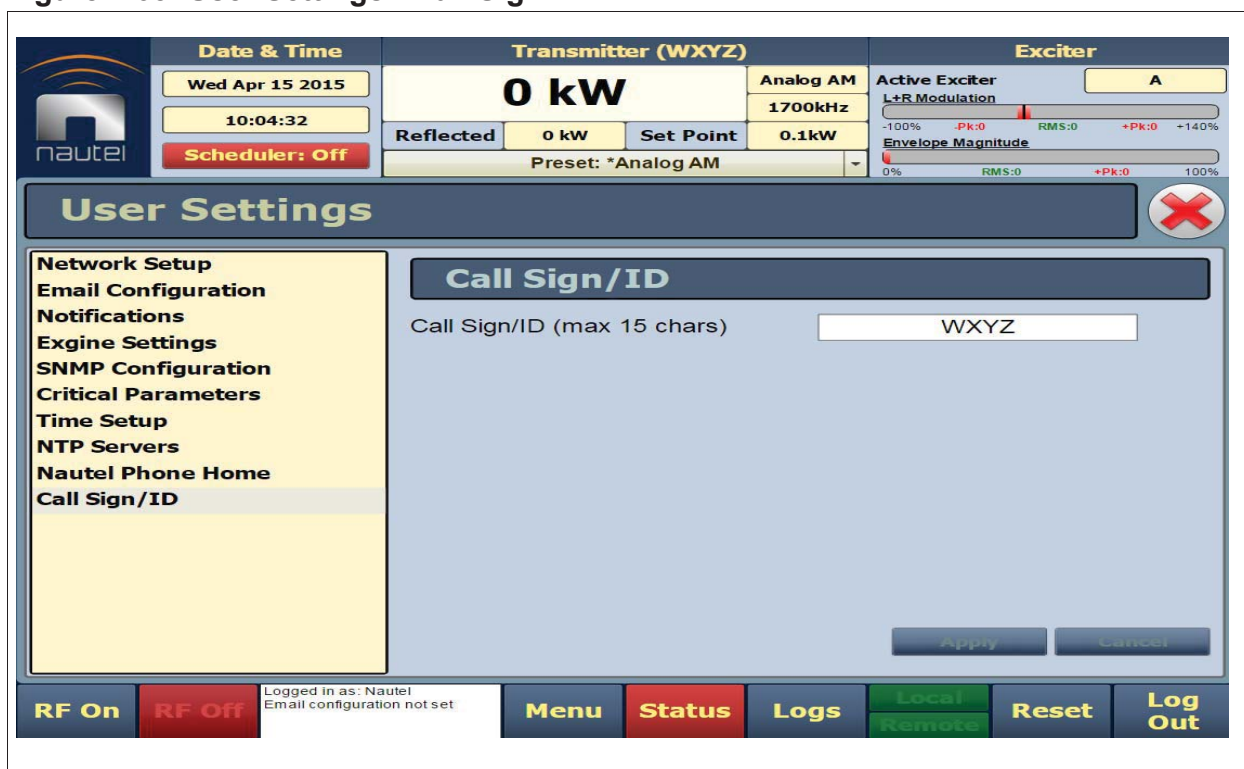 Date & Time
Transmitter (WXYZ)
Exciter
nautel
Wed Apr 15 2015
10:04:32
Scheduler: Off
0 kW
Analog AM
1700kHz
Reflected
0 kW
Set Point
0.1kW
Preset: *Analog AM
Active Exciter
A
L+R Modulation
-100% -Pk:0 RMS:0 +Pk:0 +140%
Envelope Magnitude
0% RMS:0 +Pk:0 100%
User Settings
Network Setup
Email Configuration
Notifications
Exgine Settings
SNMP Configuration
Critical Parameters
Time Setup
NTP Servers
Nautel Phone Home
Call Sign/ID
Call Sign/ID
Call Sign/ID (max 15 chars)
WXYZ
Apply
Cancel
RF On
RF Off
Logged in as: Nautel
Email configuration not set
Menu
Status
Logs
Local
Remote
Reset
Log
Out